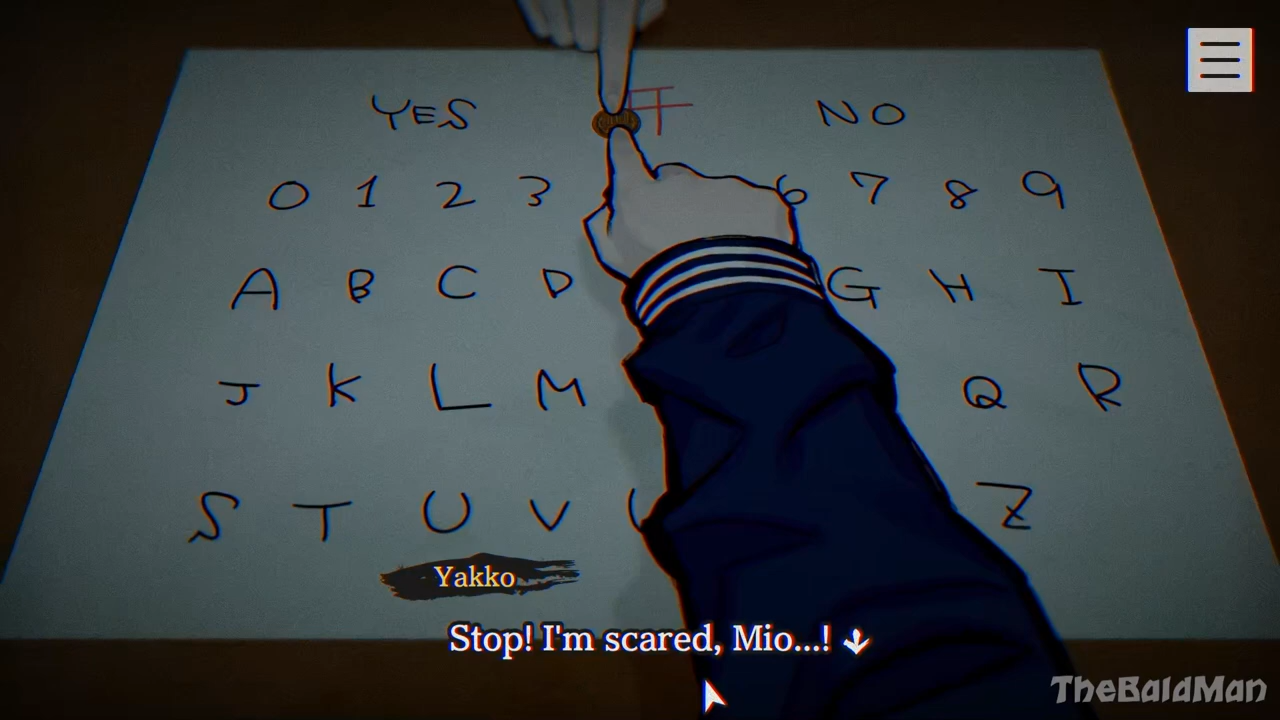 YES NO
0 1 2 3 6 7 8 9
A B C D G H I
J K L M Q R
S T U V Z
Yakko
Stop! I'm scared, Mio...!
TheBaldMan